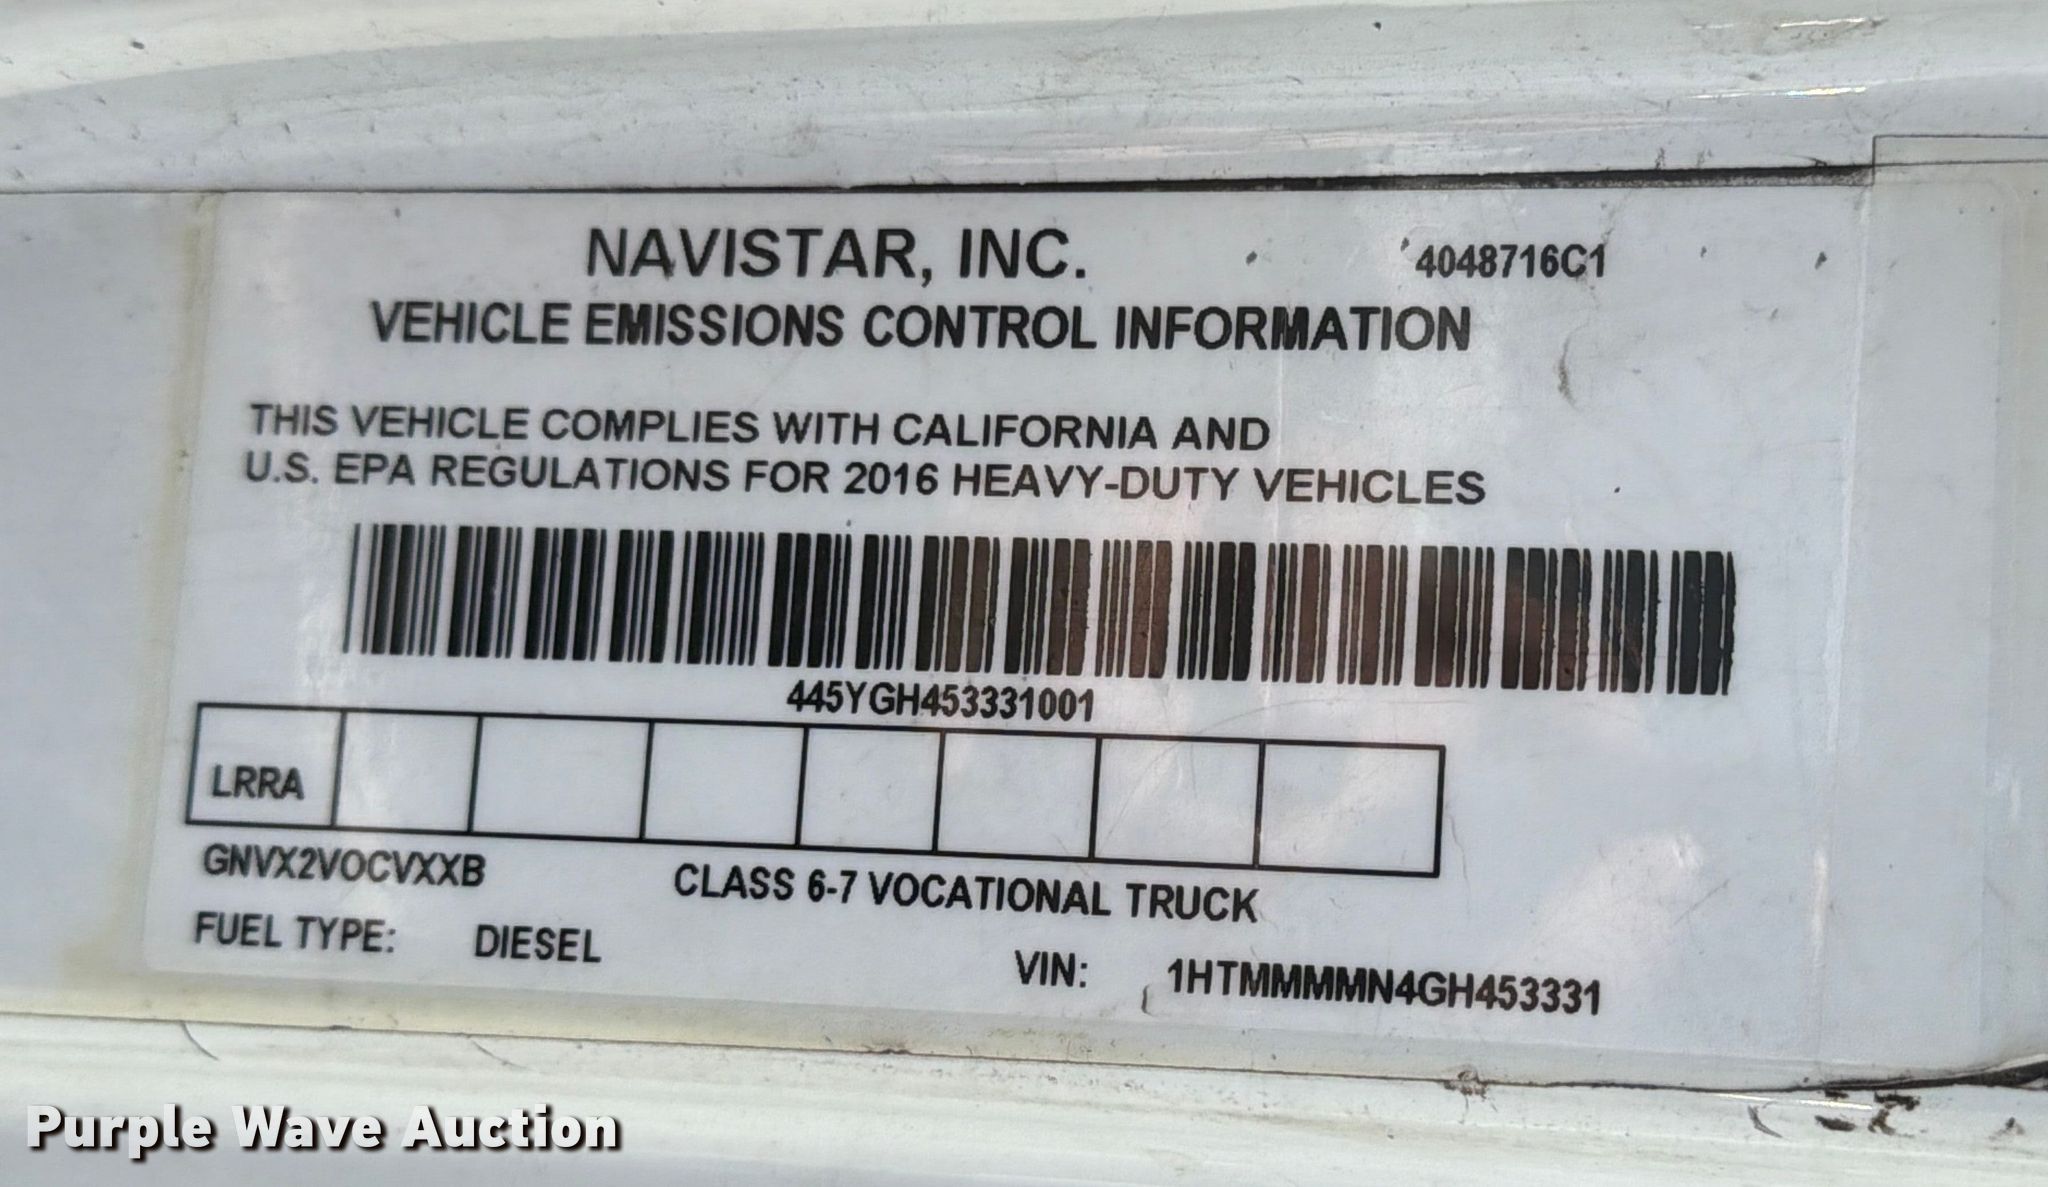 NAVISTAR, INC.
4048716C1
VEHICLE EMISSIONS CONTROL INFORMATION
THIS VEHICLE COMPLIES WITH CALIFORNIA AND
U.S. EPA REGULATIONS FOR 2016 HEAVY-DUTY VEHICLES
445YGH453331001
LRRA
GNVX2VOCVXXB
CLASS 6-7 VOCATIONAL TRUCK
FUEL TYPE: DIESEL
VIN: 1HTMMMMN4GH453331
Purple Wave Auction